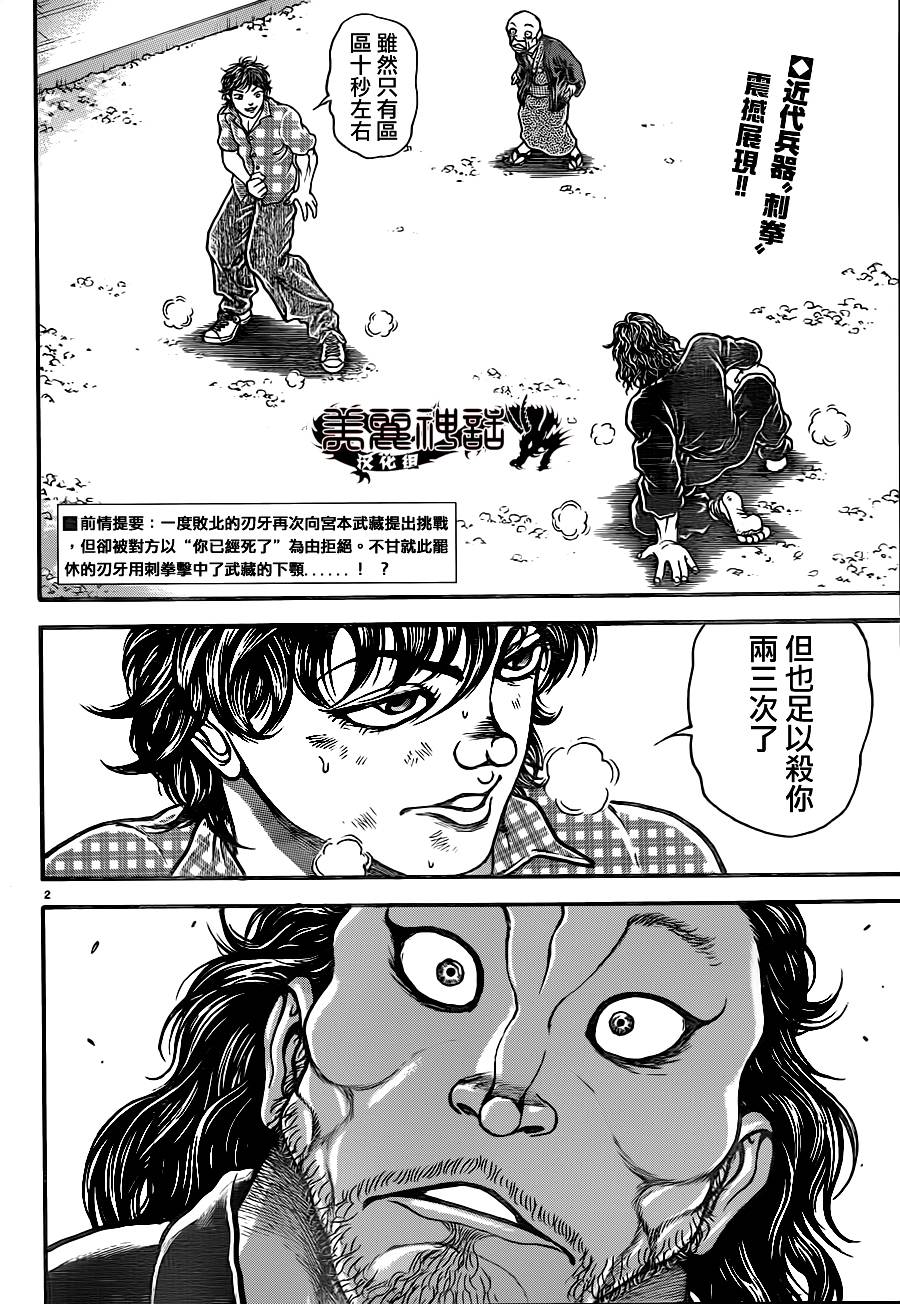 ◆近代兵器〝刺拳〞
震撼展現!!
雖然只有區
區十秒左右
美麗神話
汉化组
前情提要：一度敗北的刃牙再次向宮本武藏提出挑戰
，但卻被對方以“你已經死了”為由拒絕。不甘就此罷
休的刃牙用刺拳擊中了武藏的下顎......！？
但也足以殺你
兩三次了
2